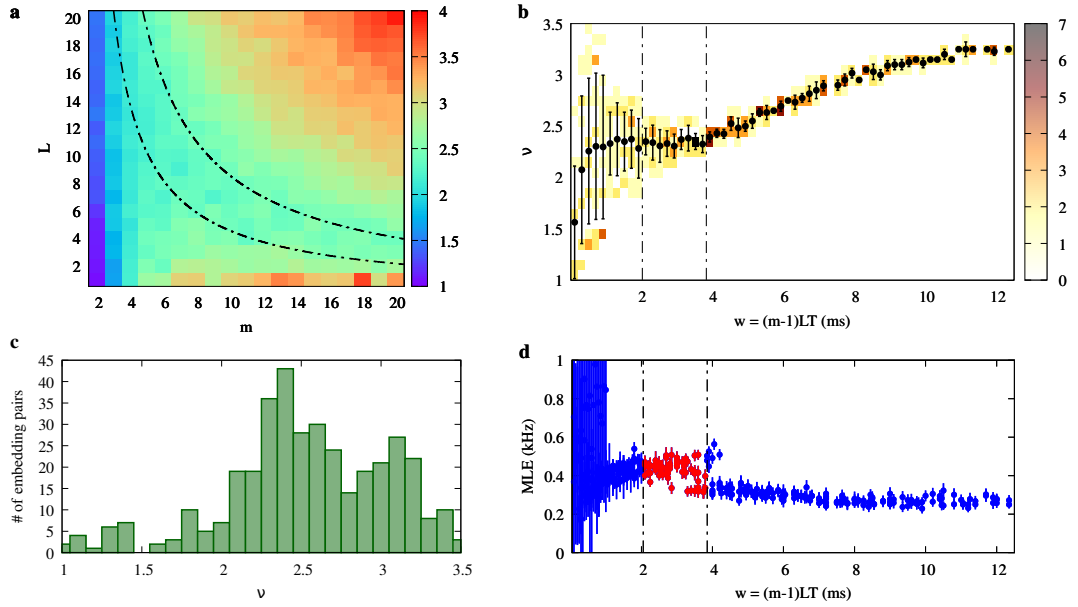 a
20
18
16
14
12
10
8
6
4
2
L
2 4 6 8 10 12 14 16 18 20
m
4
3.5
3
2.5
2
1.5
1
b
3.5
3
2.5
2
1.5
1
ν
2 4 6 8 10 12
w = (m-1)LT (ms)
7
6
5
4
3
2
1
0
c
45
40
35
30
25
20
15
10
5
0
# of embedding pairs
1 1.5 2 2.5 3 3.5
ν
d
1
0.8
0.6
0.4
0.2
0
MLE (kHz)
2 4 6 8 10 12
w = (m-1)LT (ms)